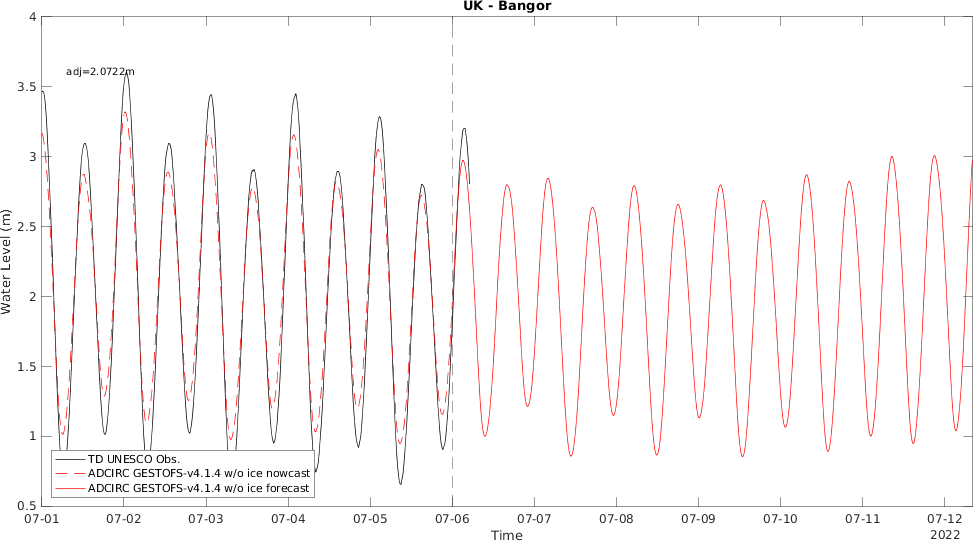 UK - Bangor
4
3.5
3
2.5
2
1.5
1
0.5
Water Level (m)
adj=2.0722m
TD UNESCO Obs.
ADCIRC GESTOFS-v4.1.4 w/o ice nowcast
ADCIRC GESTOFS-v4.1.4 w/o ice forecast
07-01 07-02 07-03 07-04 07-05 07-06 07-07 07-08 07-09 07-10 07-11 07-12
Time
2022